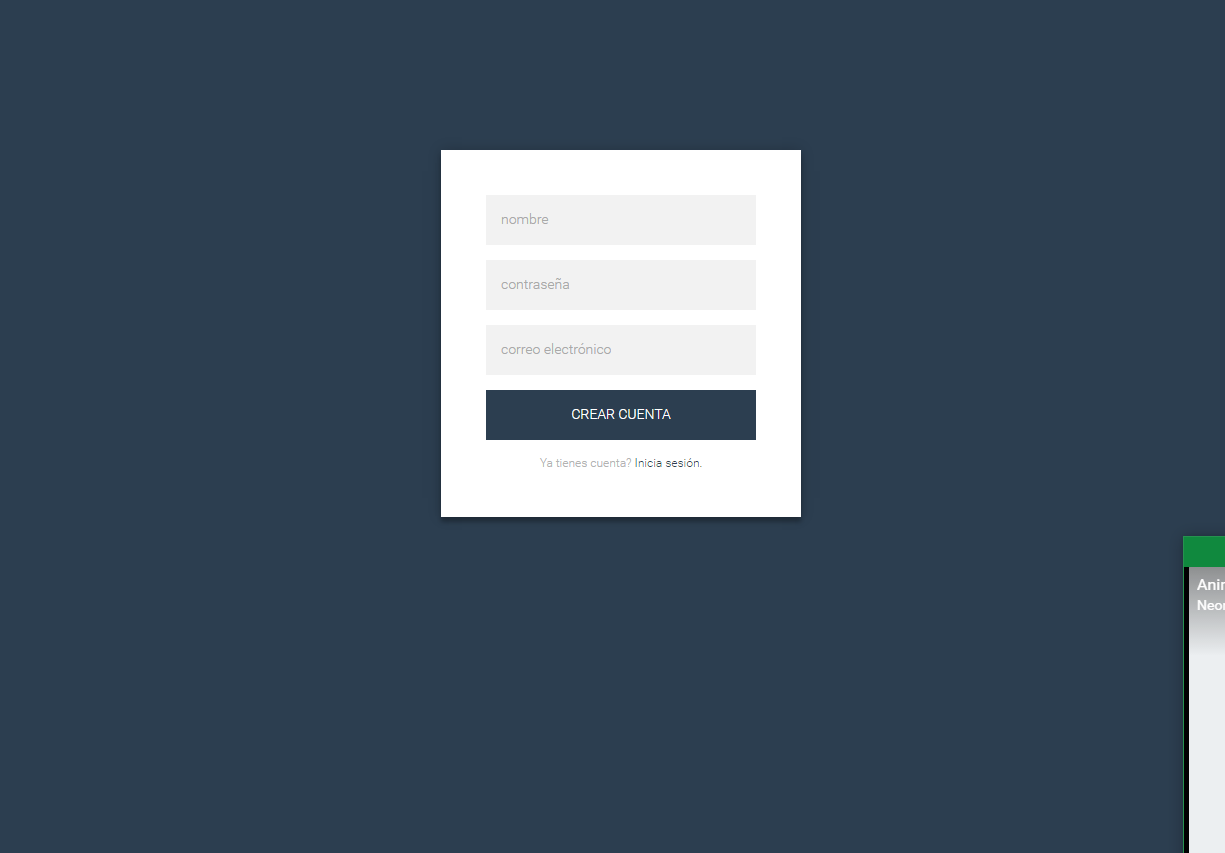 nombre
contraseña
correo electrónico
CREAR CUENTA
Ya tienes cuenta? Inicia sesión.